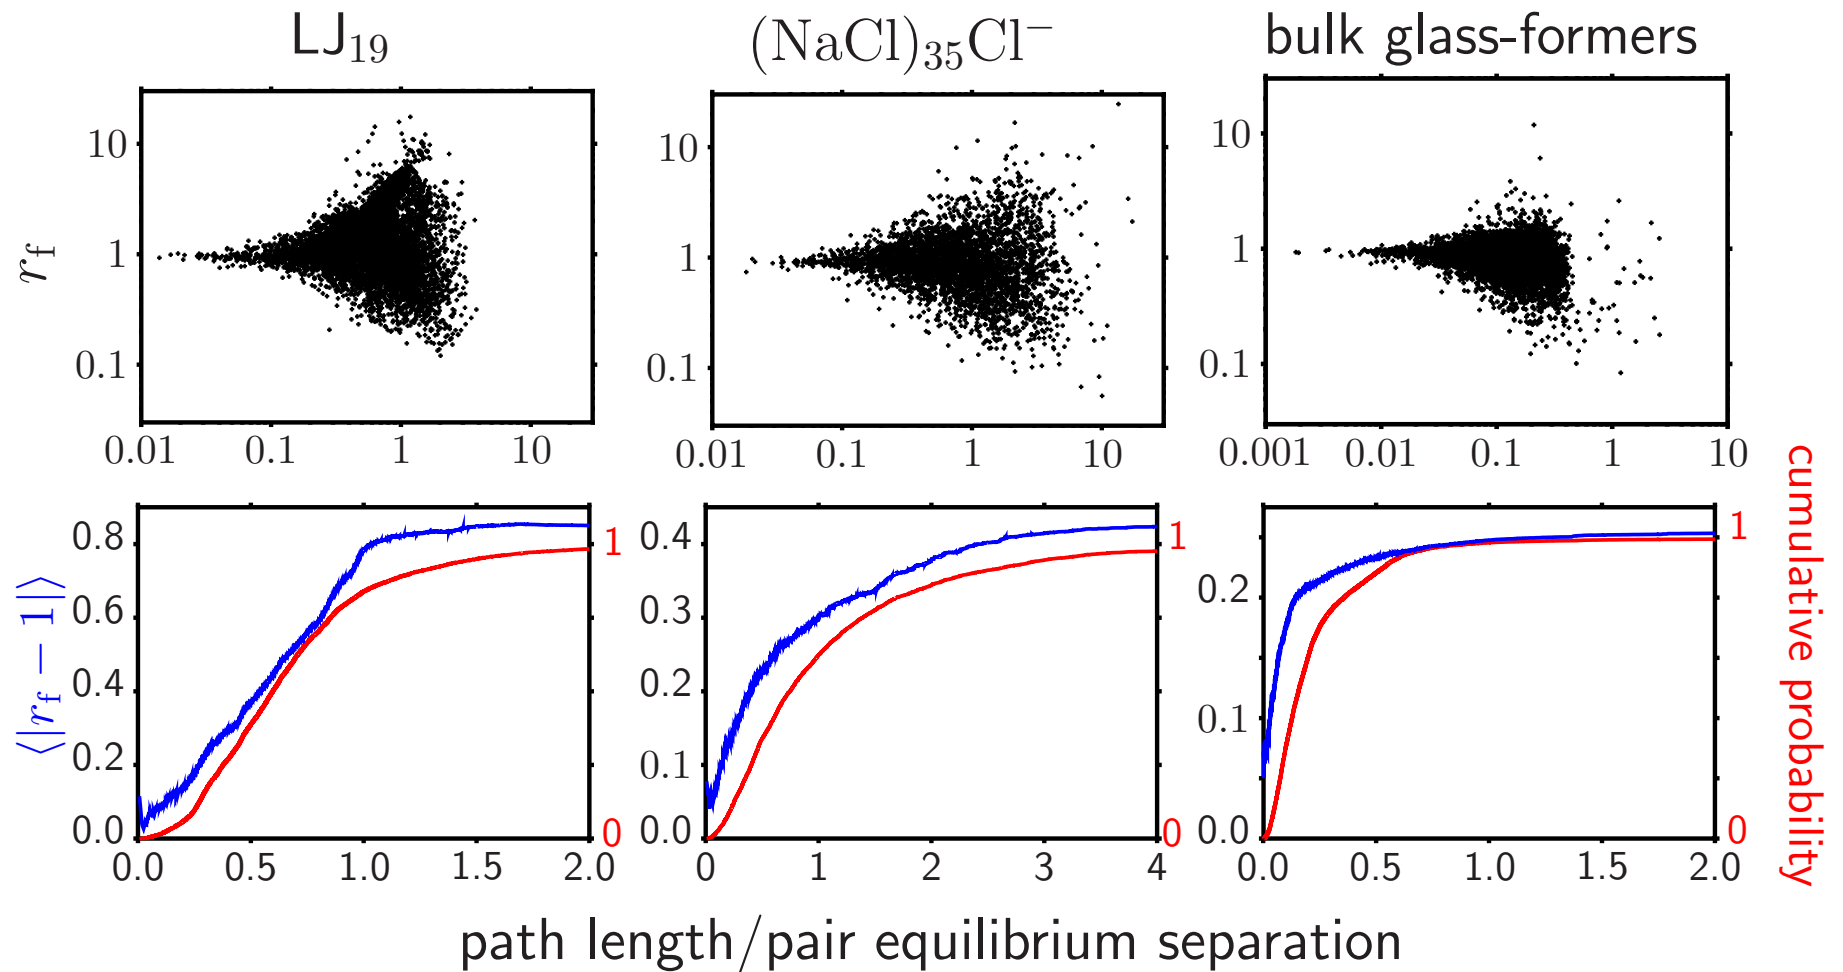 LJ₁₉
(NaCl)₃₅Cl⁻
bulk glass-formers
r_f
10
1
0.1
0.01 0.1 1 10
10
1
0.1
0.01 0.1 1 10
10
1
0.1
0.001 0.01 0.1 1 10
⟨|r_f − 1|⟩
0.8
0.6
0.4
0.2
0.0
1
0
0.0 0.5 1.0 1.5 2.0
0.4
0.3
0.2
0.1
0.0
1
0
0 1 2 3 4
0.2
0.1
0.0
1
0
0.0 0.5 1.0 1.5 2.0
cumulative probability
path length/pair equilibrium separation